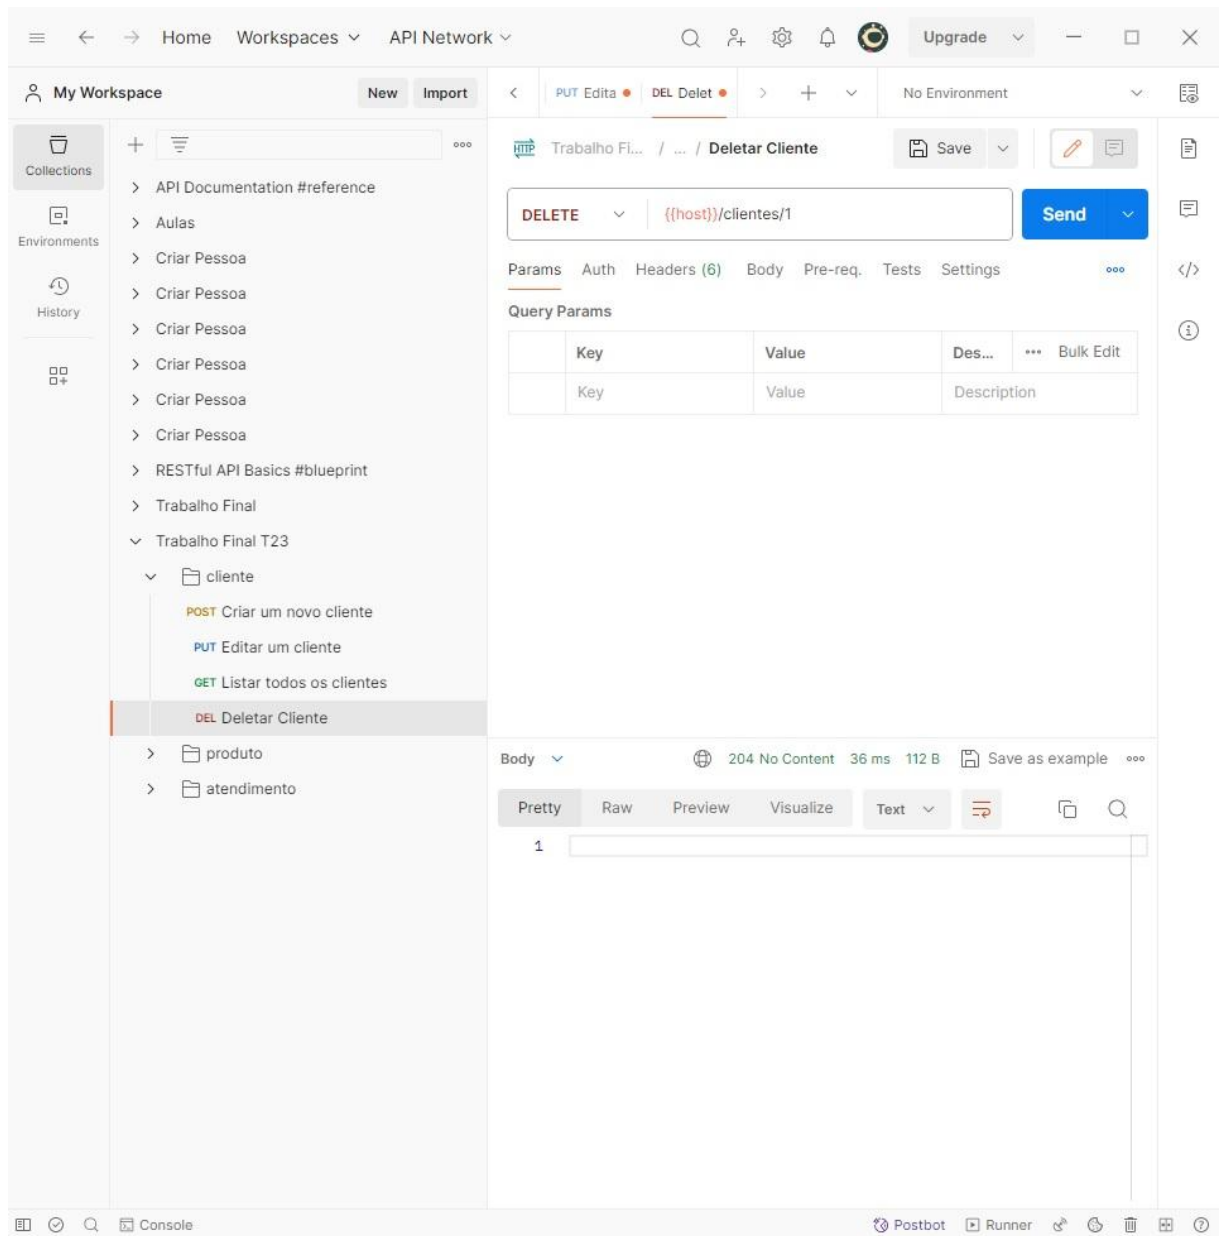 Home Workspaces API Network Upgrade
My Workspace New Import
PUT Edita DEL Delet No Environment
Collections
Environments
History
API Documentation #reference
Aulas
Criar Pessoa
Criar Pessoa
Criar Pessoa
Criar Pessoa
Criar Pessoa
Criar Pessoa
RESTful API Basics #blueprint
Trabalho Final
Trabalho Final T23
cliente
POST Criar um novo cliente
PUT Editar um cliente
GET Listar todos os clientes
DEL Deletar Cliente
produto
atendimento
HTTP Trabalho Fi... / ... / Deletar Cliente Save
DELETE {{host}}/clientes/1 Send
Params Auth Headers (6) Body Pre-req. Tests Settings
Query Params
Key Value Des... Bulk Edit
Key Value Description
Body 204 No Content 36 ms 112 B Save as example
Pretty Raw Preview Visualize Text
1
Console Postbot Runner